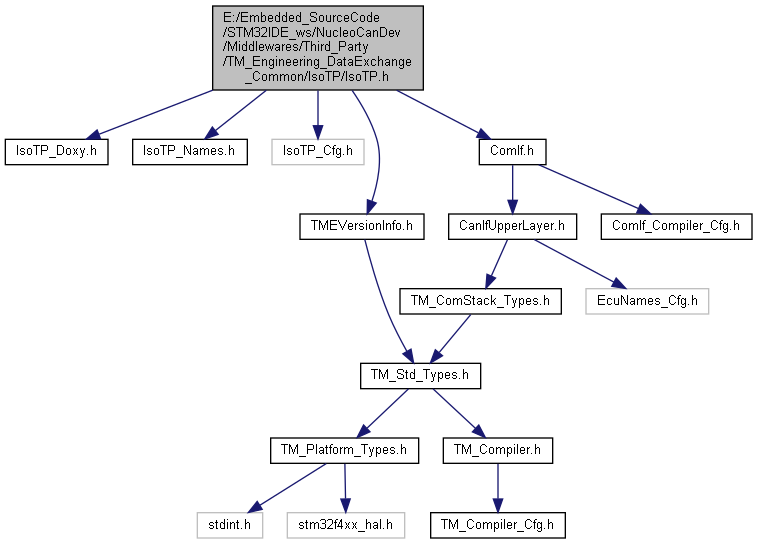 E:/Embedded_SourceCode
/STM32IDE_ws/NucleoCanDev
/Middlewares/Third_Party
/TM_Engineering_DataExchange
_Common/IsoTP/IsoTP.h
IsoTP_Doxy.h
IsoTP_Names.h
IsoTP_Cfg.h
ComIf.h
TMEVersionInfo.h
CanIfUpperLayer.h
ComIf_Compiler_Cfg.h
TM_ComStack_Types.h
EcuNames_Cfg.h
TM_Std_Types.h
TM_Platform_Types.h
TM_Compiler.h
stdint.h
stm32f4xx_hal.h
TM_Compiler_Cfg.h